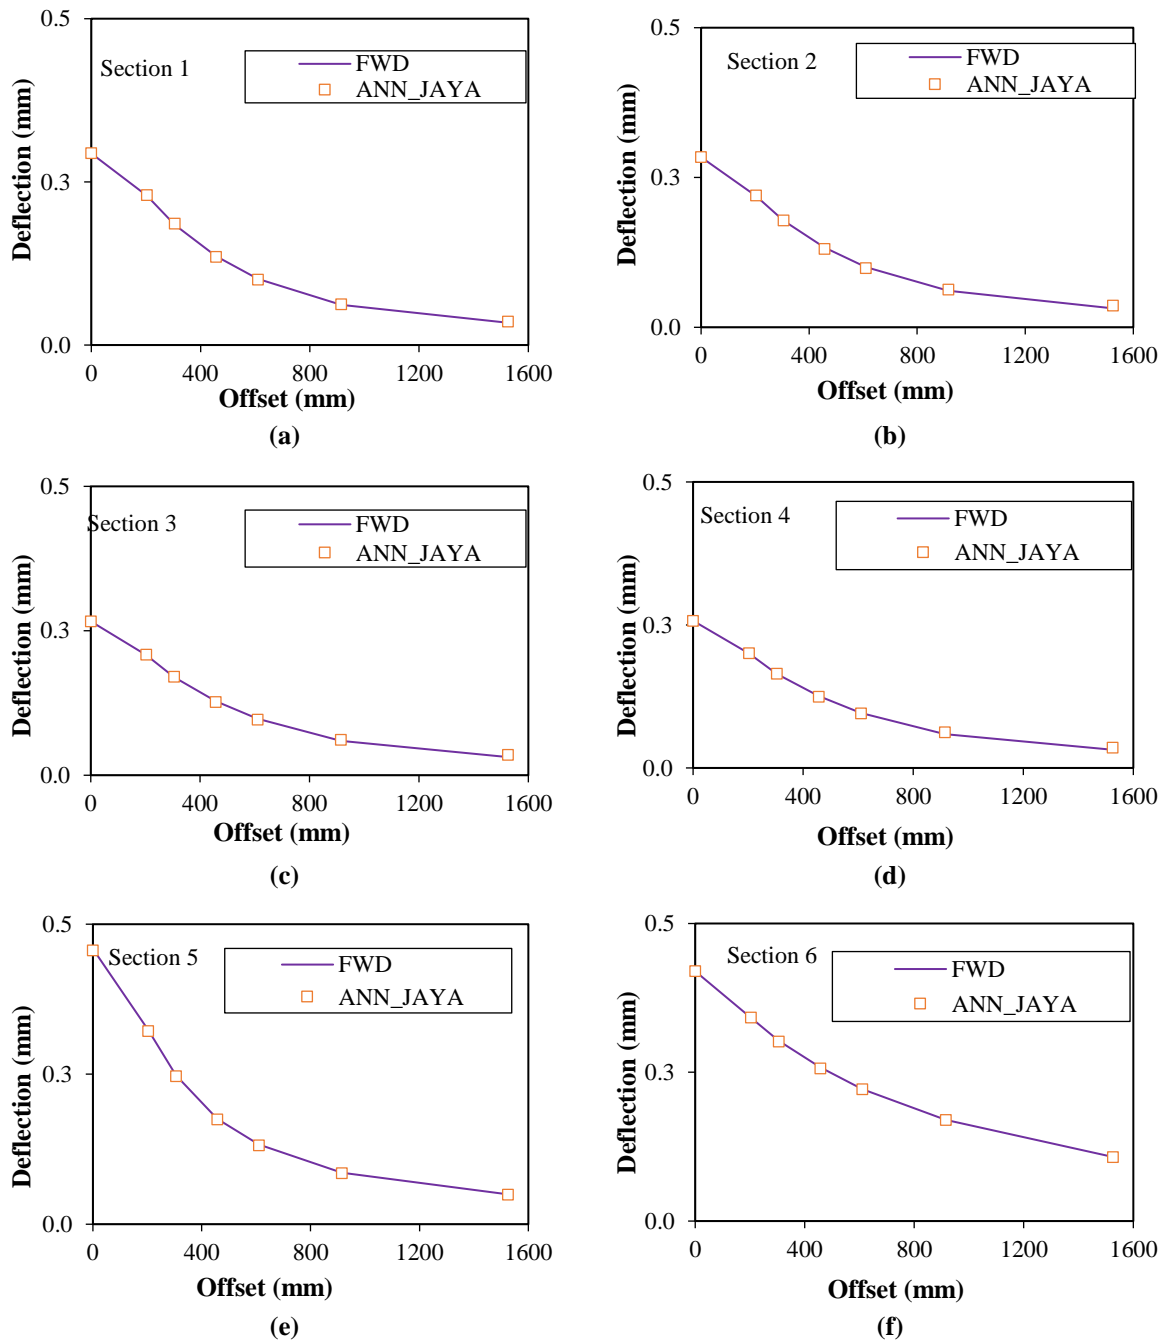 0.5
Section 1
FWD
ANN_JAYA
Deflection (mm)
0.3
0.0
0 400 800 1200 1600
Offset (mm)
(a)
0.5
Section 2
FWD
ANN_JAYA
Deflection (mm)
0.3
0.0
0 400 800 1200 1600
Offset (mm)
(b)
0.5
Section 3
FWD
ANN_JAYA
Deflection (mm)
0.3
0.0
0 400 800 1200 1600
Offset (mm)
(c)
0.5
Section 4
FWD
ANN_JAYA
Deflection (mm)
0.3
0.0
0 400 800 1200 1600
Offset (mm)
(d)
0.5
Section 5
FWD
ANN_JAYA
Deflection (mm)
0.3
0.0
0 400 800 1200 1600
Offset (mm)
(e)
0.5
Section 6
FWD
ANN_JAYA
Deflection (mm)
0.3
0.0
0 400 800 1200 1600
Offset (mm)
(f)